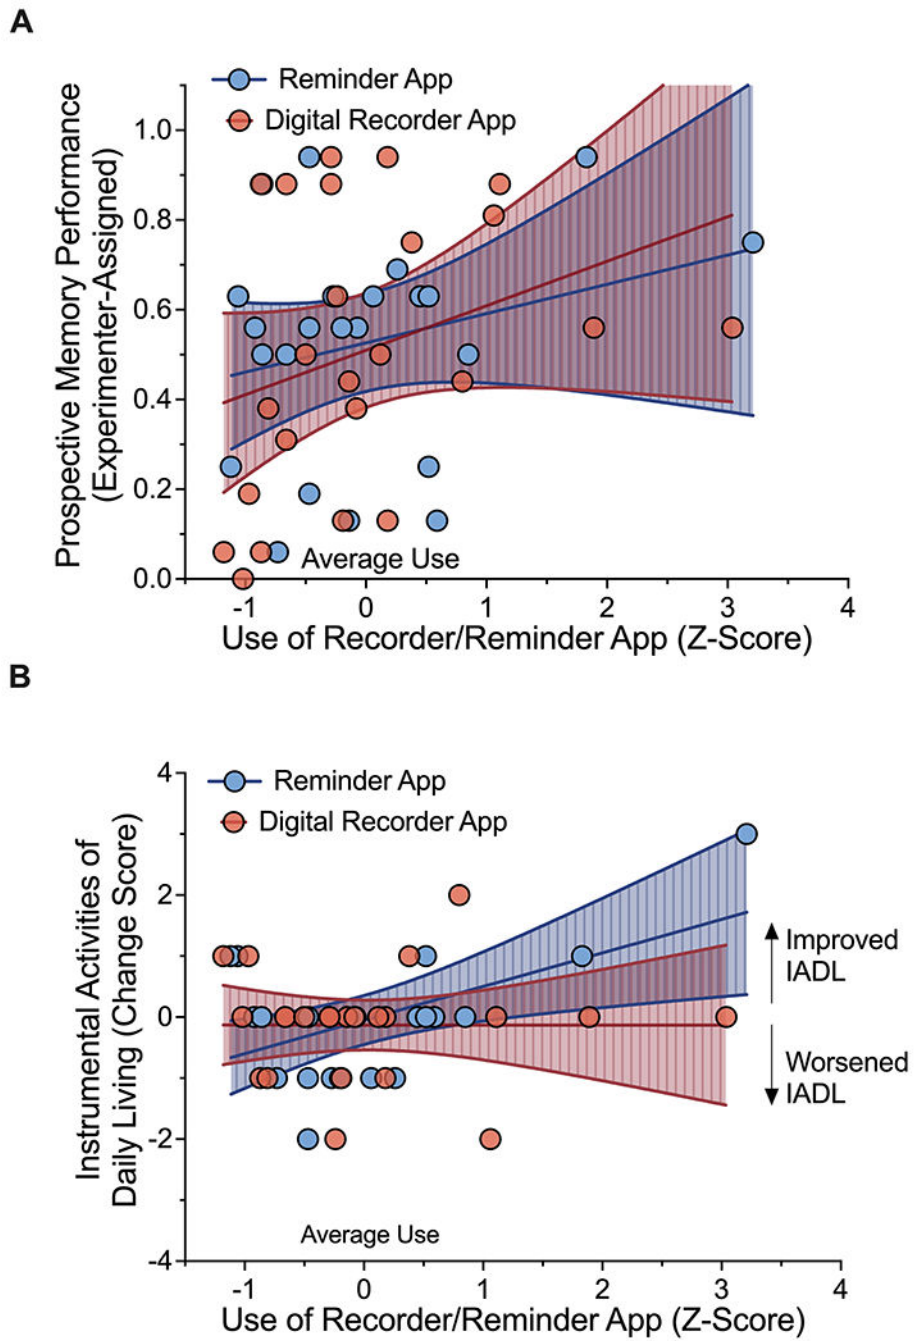 A
Reminder App
Digital Recorder App
Prospective Memory Performance
(Experimenter-Assigned)
1.0
0.8
0.6
0.4
0.2
0.0
Average Use
-1 0 1 2 3 4
Use of Recorder/Reminder App (Z-Score)
B
Reminder App
Digital Recorder App
Instrumental Activities of
Daily Living (Change Score)
4
2
0
-2
-4
Improved
IADL
Worsened
IADL
Average Use
-1 0 1 2 3 4
Use of Recorder/Reminder App (Z-Score)